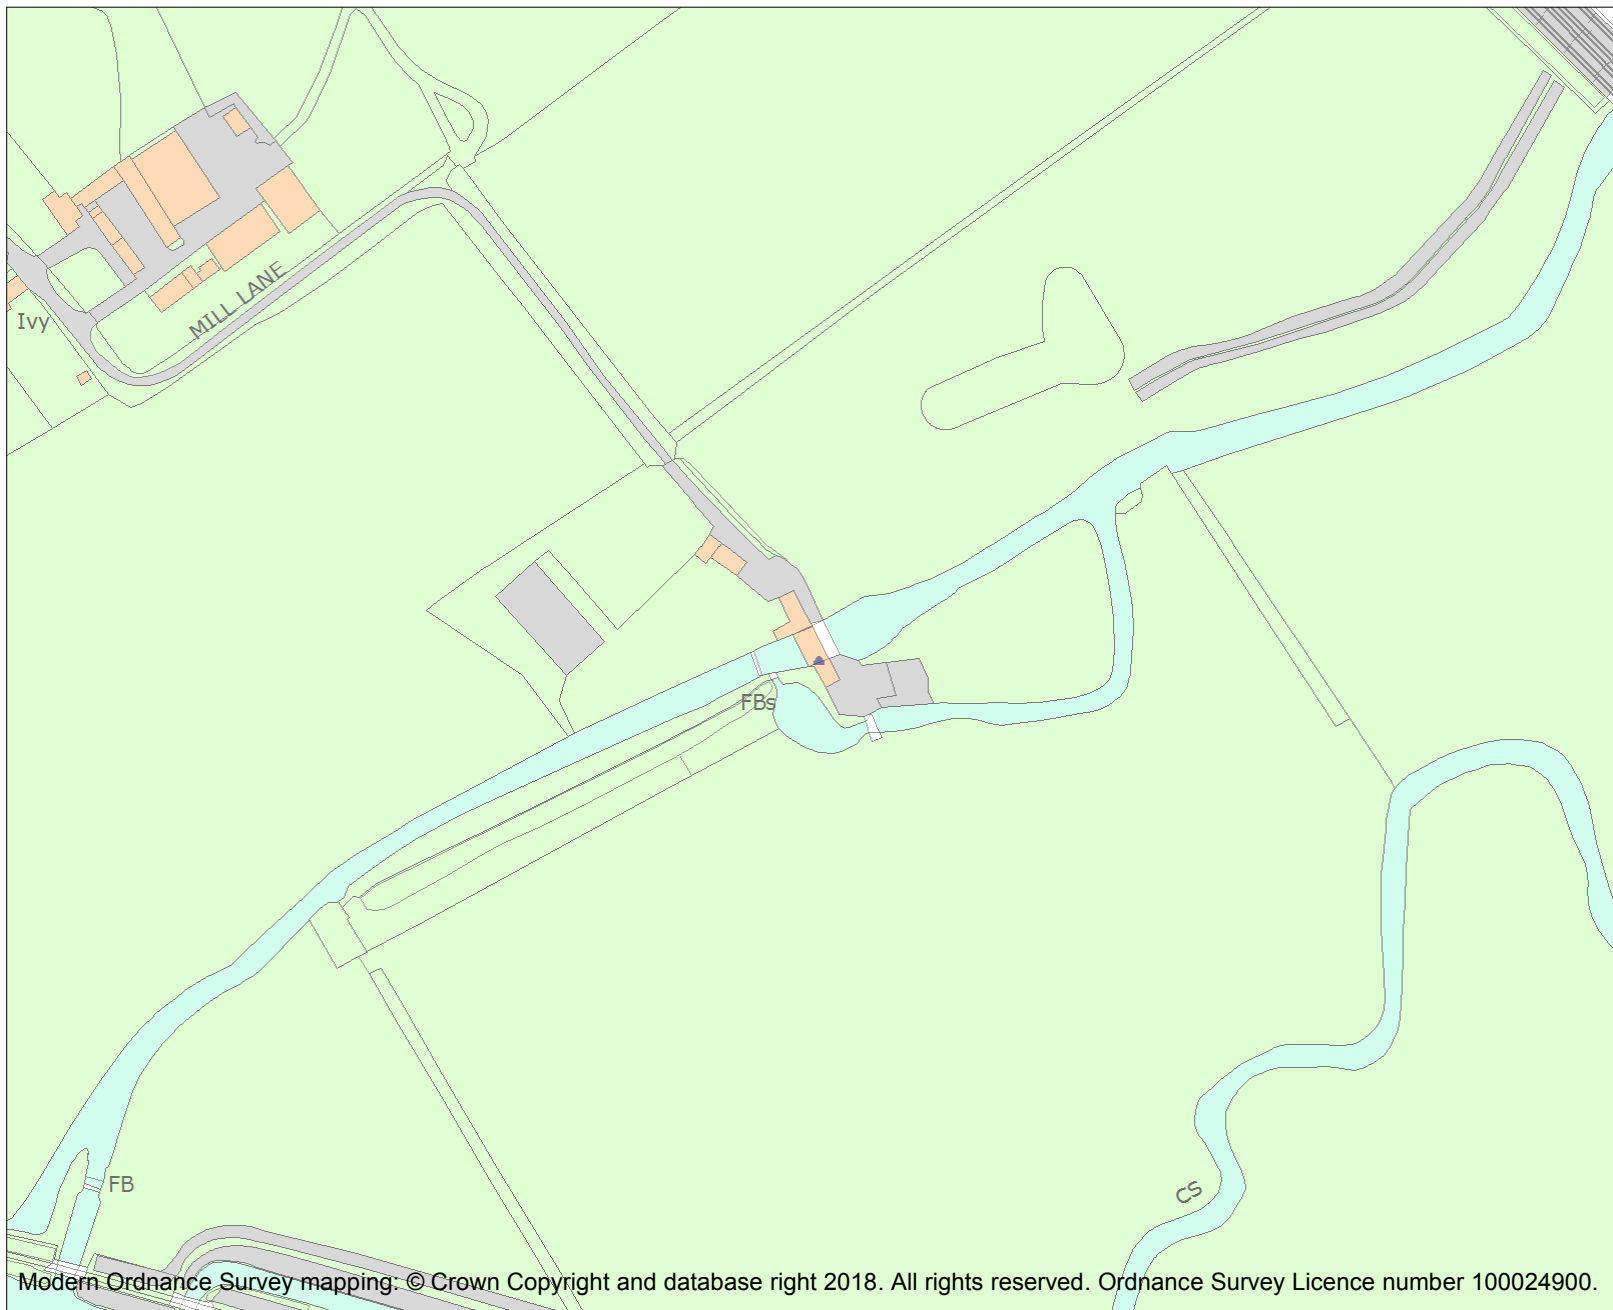 MILL LANE
Ivy
FBs
FB
CS
Modern Ordnance Survey mapping: © Crown Copyright and database right 2018. All rights reserved. Ordnance Survey Licence number 100024900.